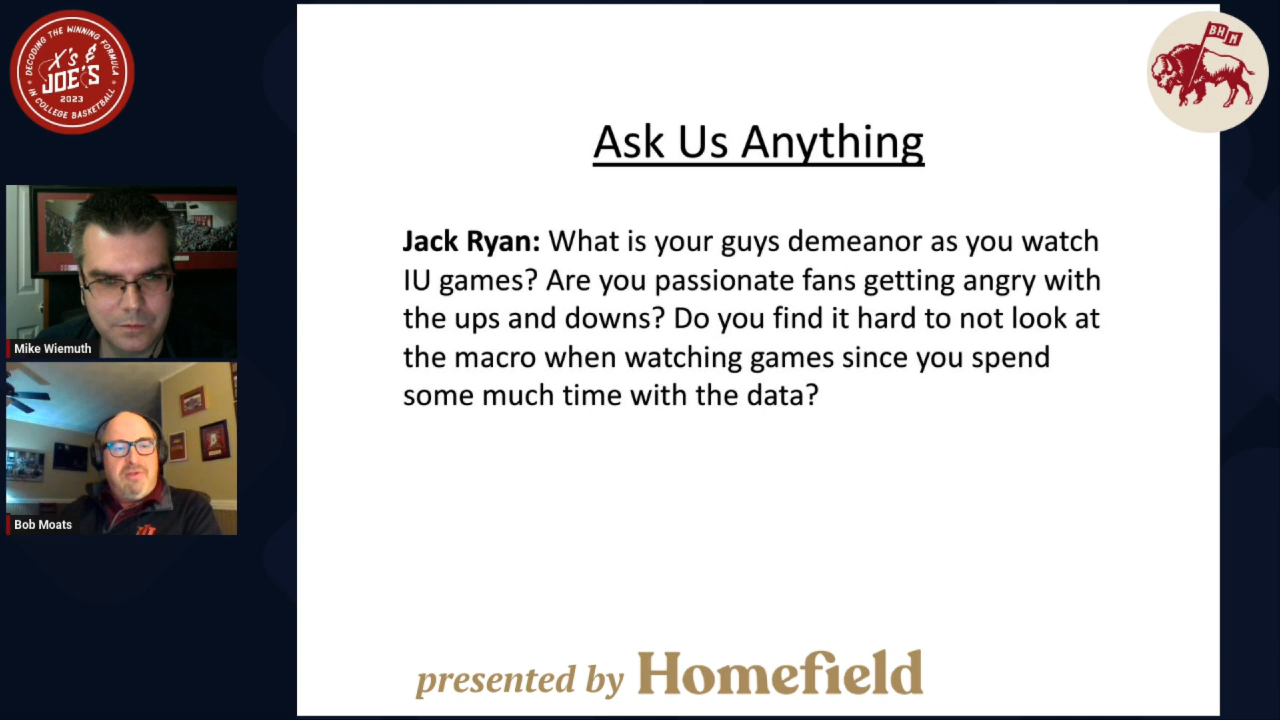 DECODING THE WINNING FORMULA
X's &
JOE'S
2023
IN COLLEGE BASKETBALL
BHM
Ask Us Anything
Jack Ryan: What is your guys demeanor as you watch
IU games? Are you passionate fans getting angry with
the ups and downs? Do you find it hard to not look at
the macro when watching games since you spend
some much time with the data?
Mike Wiemuth
Bob Moats
presented by Homefield